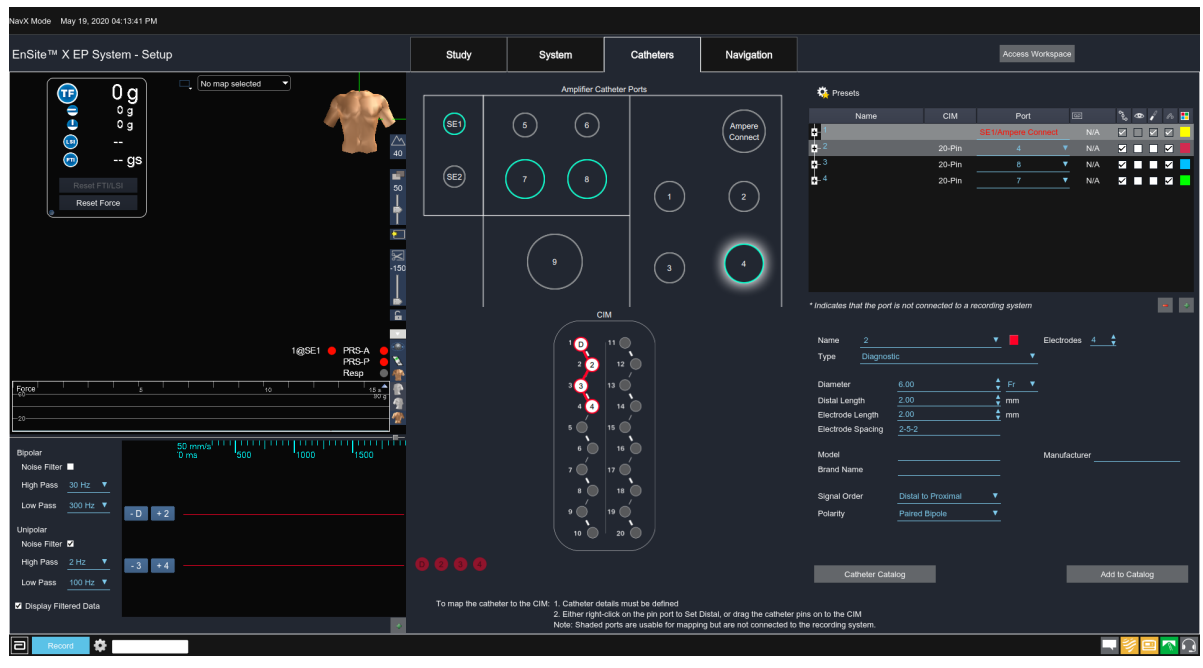 NavX Mode May 19, 2020 04:13:41 PM
EnSite™ X EP System - Setup
Study System Catheters Navigation
Access Workspace
TF 0 g
0 g
0 g
LSI --
FTI -- gs
Reset FTI/LSI
Reset Force
No map selected
40
50
-150
1@SE1 PRS-A
PRS-P
Resp
Force 5 10 15 s
60 90 g
20
Bipolar
Noise Filter
High Pass 30 Hz
Low Pass 300 Hz
Unipolar
Noise Filter
High Pass 2 Hz
Low Pass 100 Hz
Display Filtered Data
50 mm/s
0 ms 500 1000 1500
- D + 2
- 3 + 4
Amplifier Catheter Ports
SE1 5 6 Ampere Connect
SE2 7 8
1 2
9 3 4
CIM
1 D 11
2 2 12
3 3 13
4 4 14
5 15
6 16
7 17
8 18
9 19
10 20
D 2 3 4
To map the catheter to the CIM: 1. Catheter details must be defined
2. Either right-click on the pin port to Set Distal, or drag the catheter pins on to the CIM
Note: Shaded ports are usable for mapping but are not connected to the recording system.
Presets
Name CIM Port
1 SE1/Ampere Connect N/A
2 20-Pin 4 N/A
3 20-Pin 8 N/A
4 20-Pin 7 N/A
* Indicates that the port is not connected to a recording system
Name 2 Electrodes 4
Type Diagnostic
Diameter 6.00 Fr
Distal Length 2.00 mm
Electrode Length 2.00 mm
Electrode Spacing 2-5-2
Model Manufacturer
Brand Name
Signal Order Distal to Proximal
Polarity Paired Bipole
Catheter Catalog Add to Catalog
Record